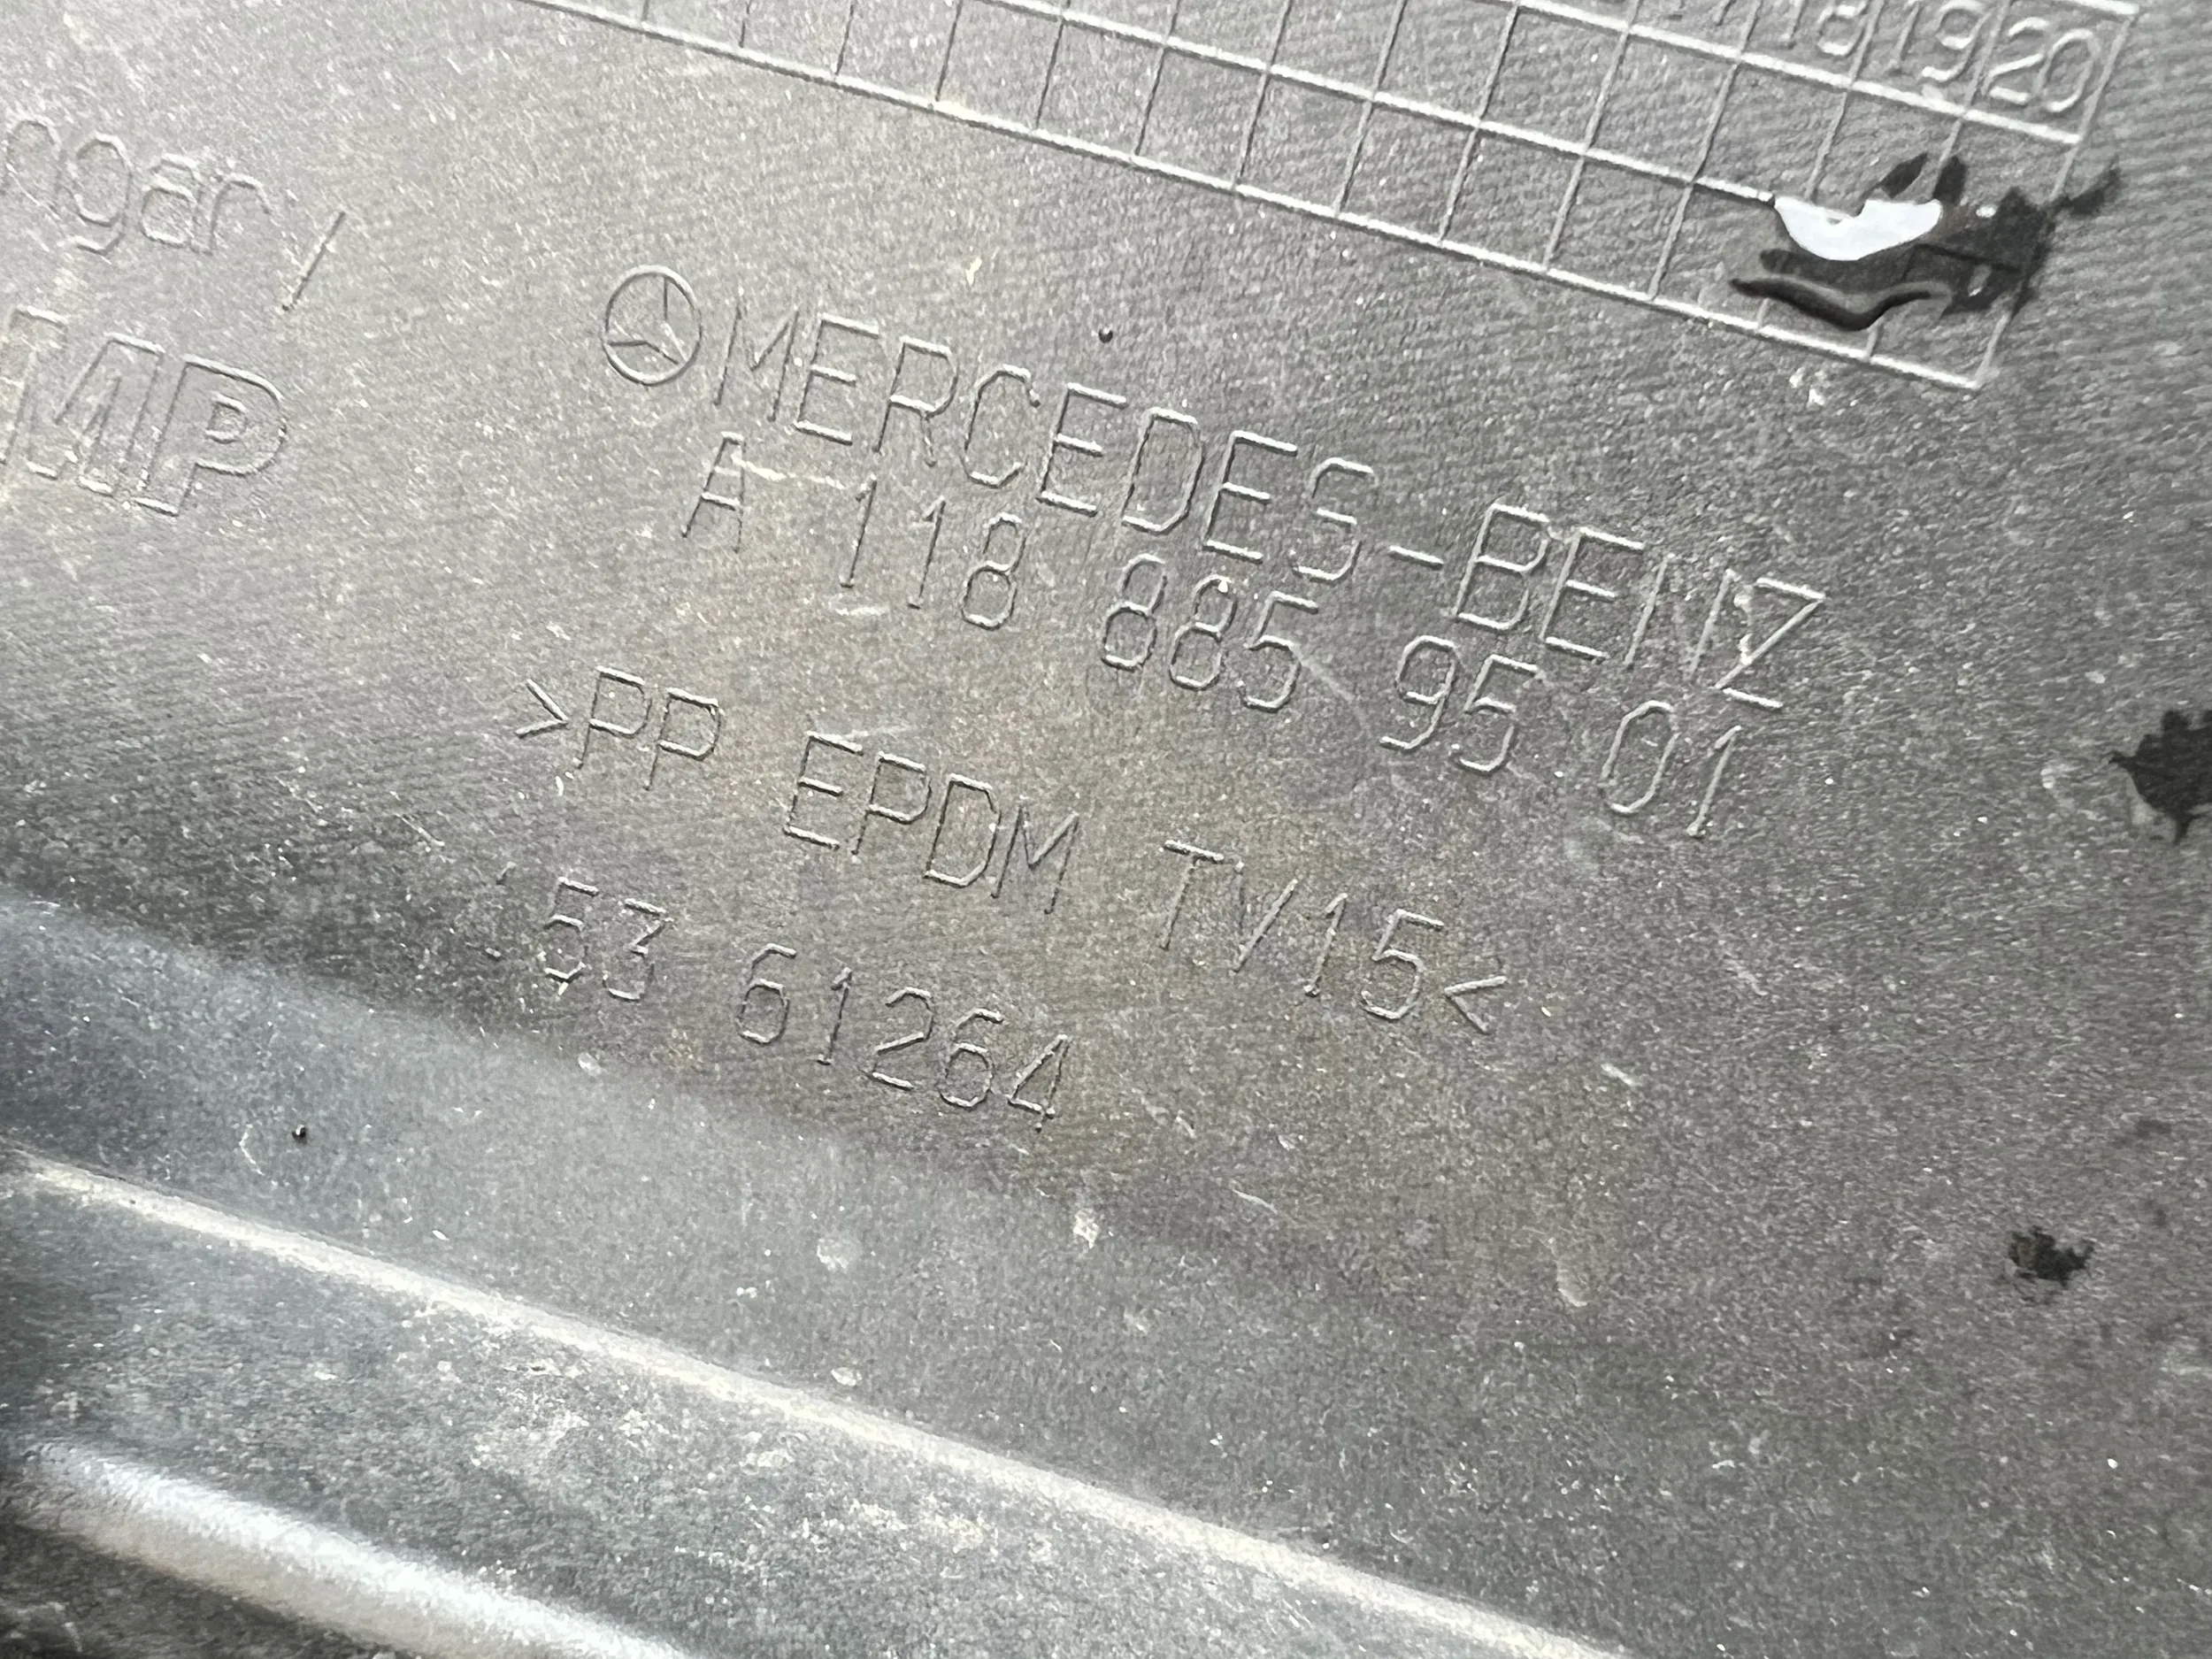 18 19 20
ngary
MP
MERCEDES-BENZ
A 118 885 95 01
>PP EPDM TV15<
53 61264